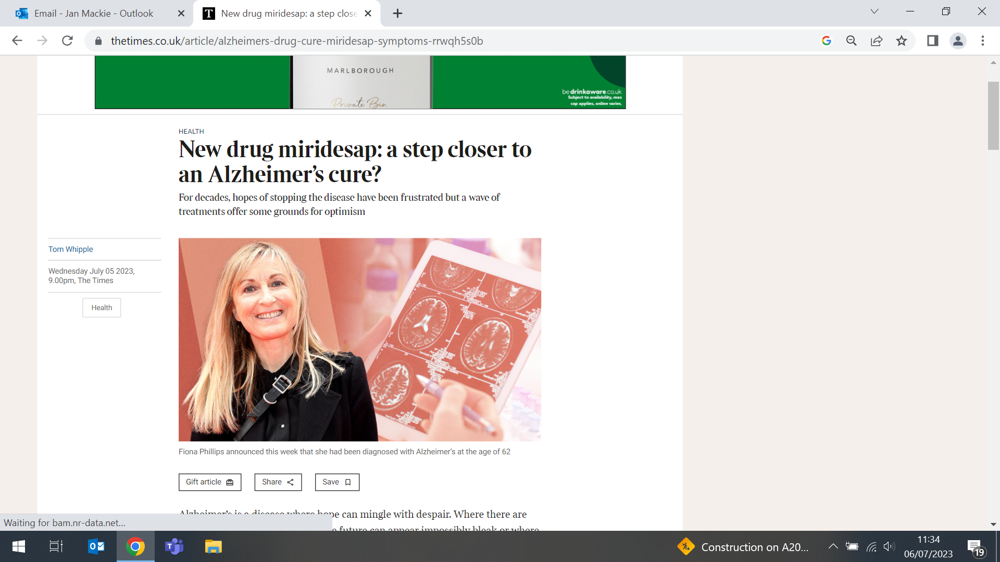 Email - Jan Mackie - Outlook
New drug miridesap: a step close
thetimes.co.uk/article/alzheimers-drug-cure-miridesap-symptoms-rrwqh5s0b
MARLBOROUGH
Private Bin
be drinkaware.co.uk
Subject to availability, max
cap applies, online varies.
HEALTH
New drug miridesap: a step closer to
an Alzheimer's cure?
For decades, hopes of stopping the disease have been frustrated but a wave of
treatments offer some grounds for optimism
Tom Whipple
Wednesday July 05 2023,
9.00pm, The Times
Health
Fiona Phillips announced this week that she had been diagnosed with Alzheimer's at the age of 62
Gift article
Share
Save
Alzheimer's is a disease where hope can mingle with despair. Where there are
e future can appear impossibly bleak or where
Waiting for bam.nr-data.net...
Construction on A20...
11:34
06/07/2023
19